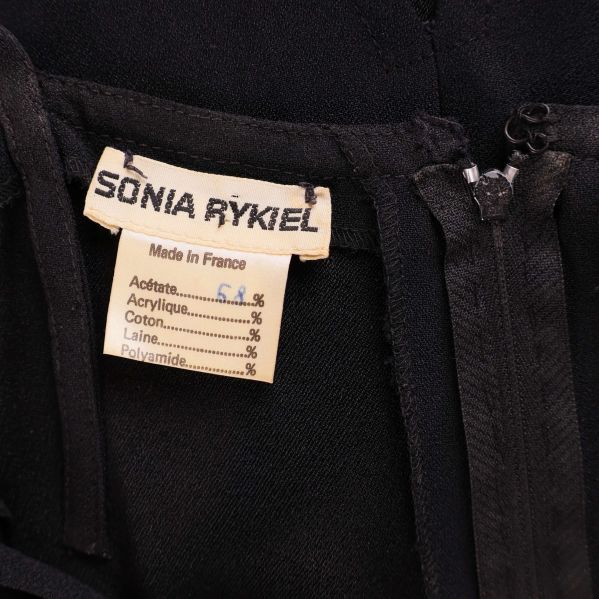 SONIA RYKIEL
Made in France
Acétate..............68..%
Acrylique................%
Coton....................%
Laine....................%
Polyamide...............%